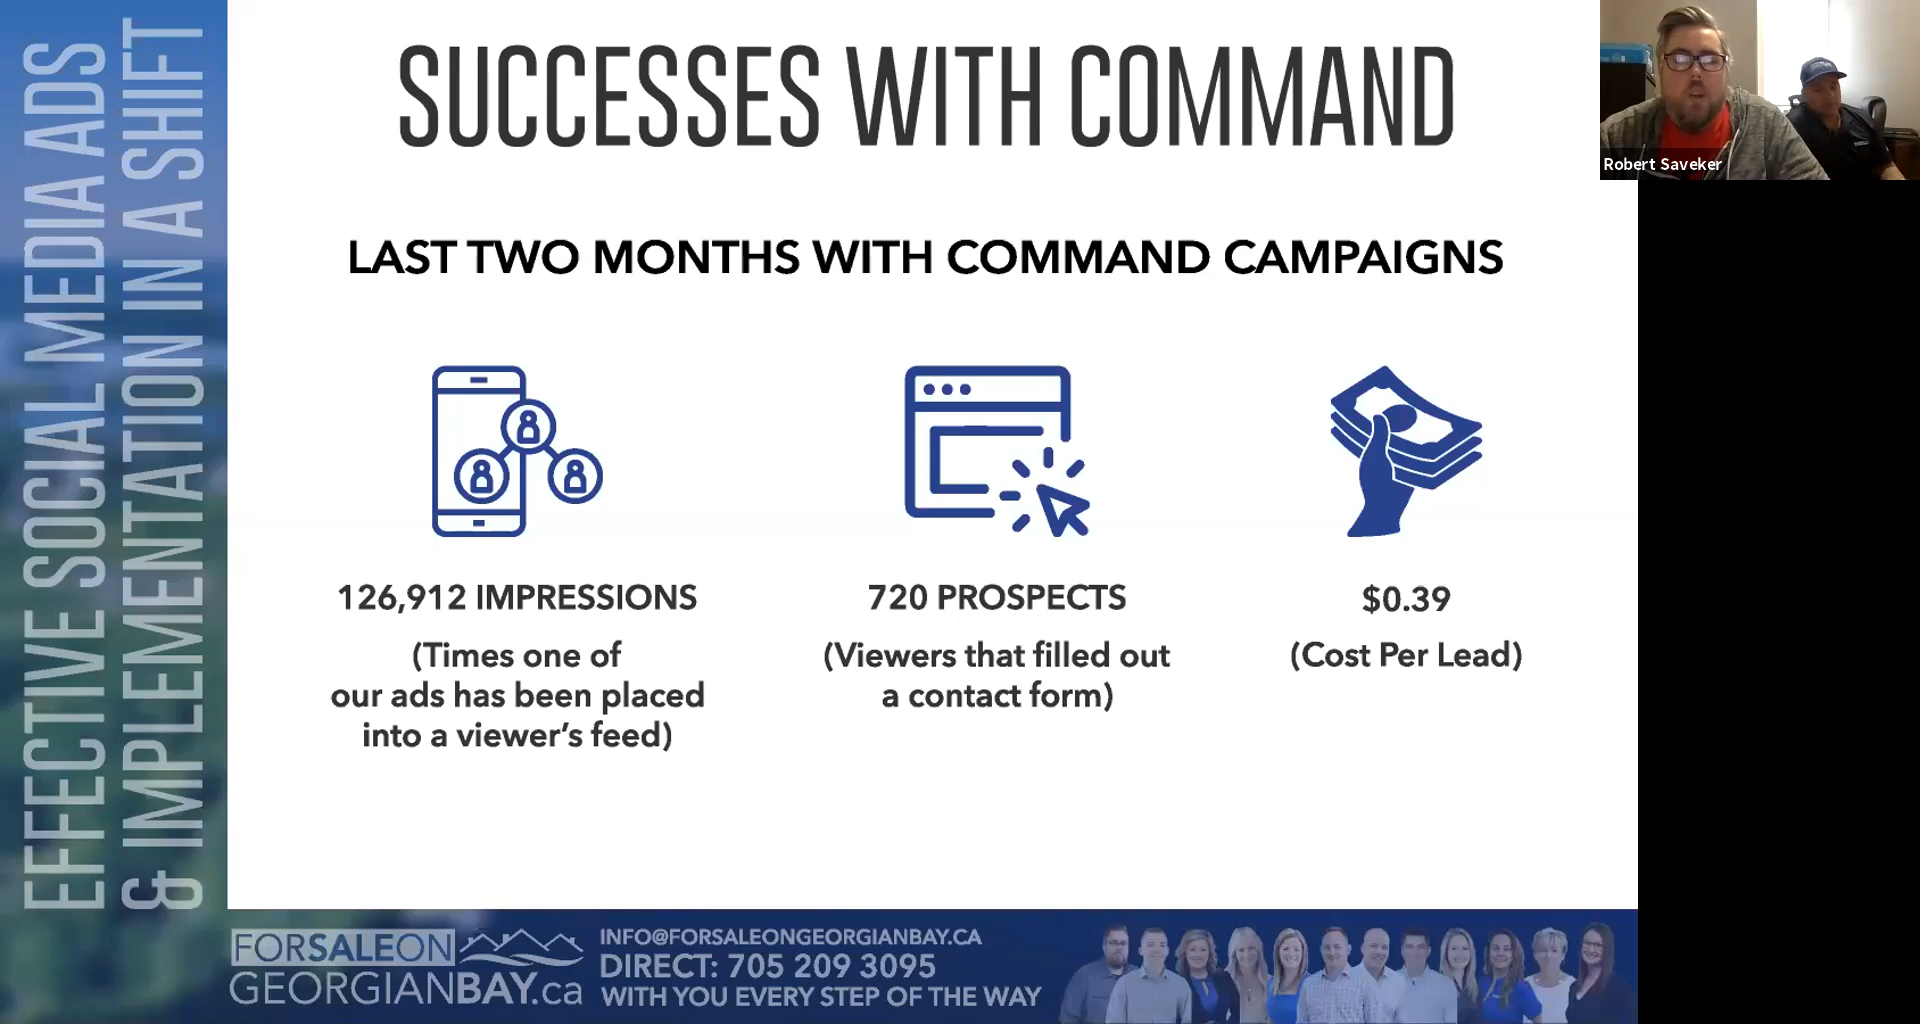 EFFECTIVE SOCIAL MEDIA ADS
& IMPLEMENTATION IN A SHIFT
SUCCESSES WITH COMMAND
LAST TWO MONTHS WITH COMMAND CAMPAIGNS
126,912 IMPRESSIONS
(Times one of
our ads has been placed
into a viewer’s feed)
720 PROSPECTS
(Viewers that filled out
a contact form)
$0.39
(Cost Per Lead)
Robert Saveker
FORSALEON
GEORGIANBAY.ca
INFO@FORSALEONGEORGIANBAY.CA
DIRECT: 705 209 3095
WITH YOU EVERY STEP OF THE WAY